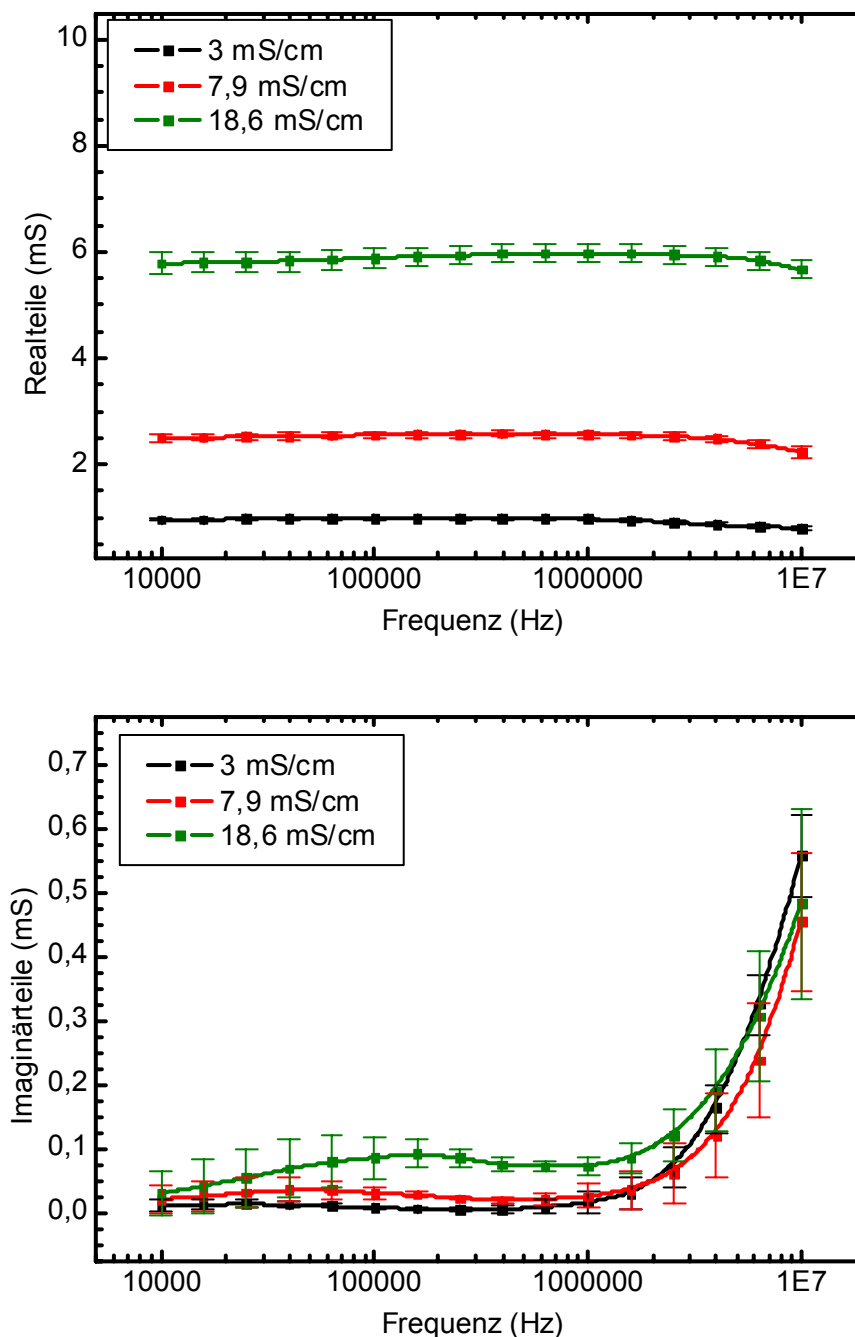 10
8
6
4
2
Realteile (mS)
3 mS/cm
7,9 mS/cm
18,6 mS/cm
10000 100000 1000000 1E7
Frequenz (Hz)
0,7
0,6
0,5
0,4
0,3
0,2
0,1
0,0
Imaginärteile (mS)
3 mS/cm
7,9 mS/cm
18,6 mS/cm
10000 100000 1000000 1E7
Frequenz (Hz)